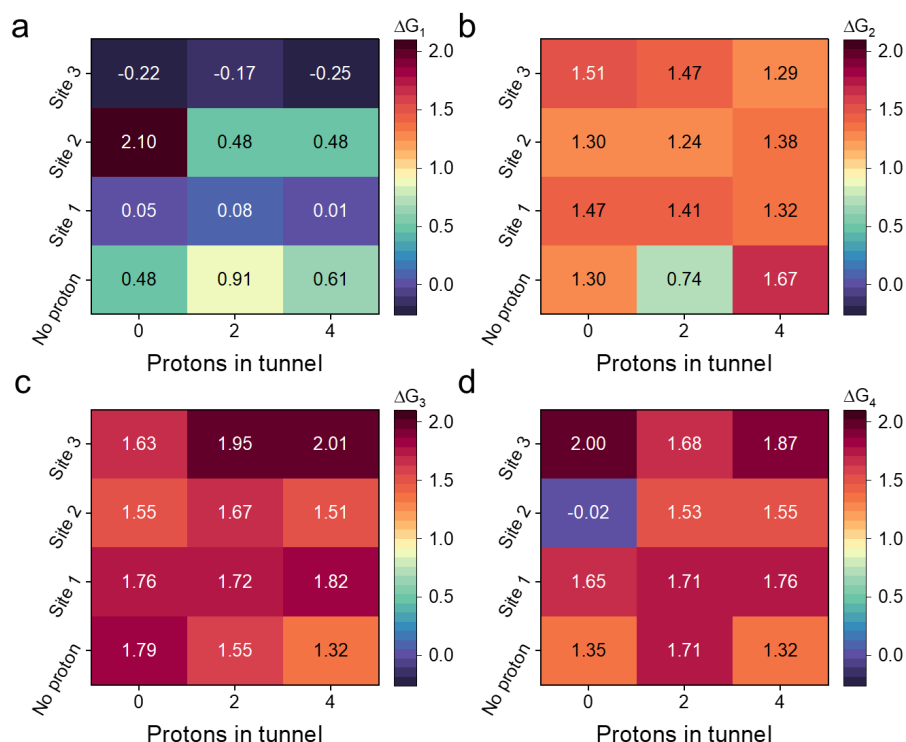 a
ΔG1
Site 3
-0.22
-0.17
-0.25
2.0
Site 2
2.10
0.48
0.48
1.5
Site 1
0.05
0.08
0.01
1.0
No proton
0.48
0.91
0.61
0.5
0.0
0
2
4
Protons in tunnel
b
ΔG2
Site 3
1.51
1.47
1.29
2.0
Site 2
1.30
1.24
1.38
1.5
Site 1
1.47
1.41
1.32
1.0
No proton
1.30
0.74
1.67
0.5
0.0
0
2
4
Protons in tunnel
c
ΔG3
Site 3
1.63
1.95
2.01
2.0
Site 2
1.55
1.67
1.51
1.5
Site 1
1.76
1.72
1.82
1.0
No proton
1.79
1.55
1.32
0.5
0.0
0
2
4
Protons in tunnel
d
ΔG4
Site 3
2.00
1.68
1.87
2.0
Site 2
-0.02
1.53
1.55
1.5
Site 1
1.65
1.71
1.76
1.0
No proton
1.35
1.71
1.32
0.5
0.0
0
2
4
Protons in tunnel